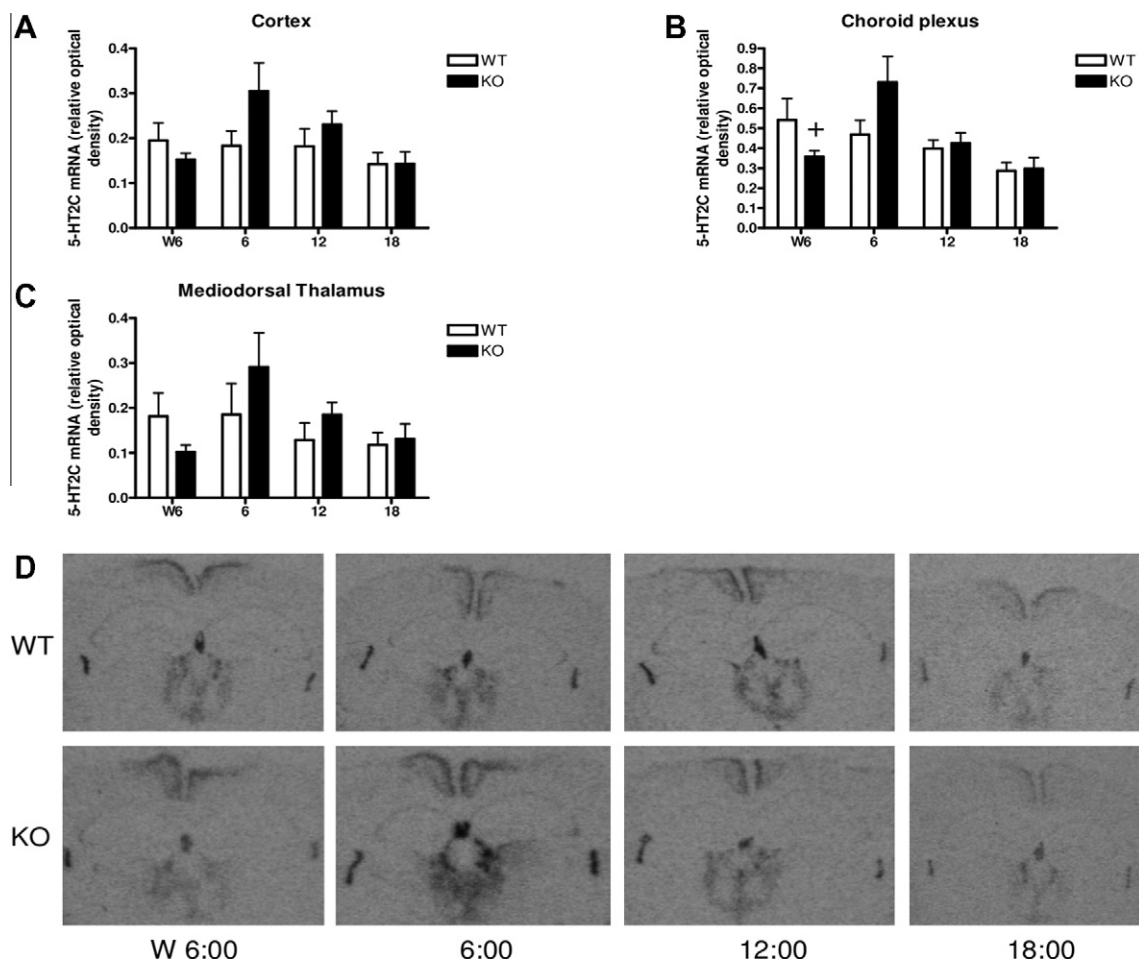 A
Cortex
5-HT2C mRNA (relative optical
density)
0.4
0.3
0.2
0.1
0.0
W6
6
12
18
WT
KO
B
Choroid plexus
5-HT2C mRNA (relative optical
density)
0.9
0.8
0.7
0.6
0.5
0.4
0.3
0.2
0.1
0.0
+
W6
6
12
18
WT
KO
C
Mediodorsal Thalamus
5-HT2C mRNA (relative optical
density)
0.4
0.3
0.2
0.1
0.0
W6
6
12
18
WT
KO
D
WT
KO
W 6:00
6:00
12:00
18:00